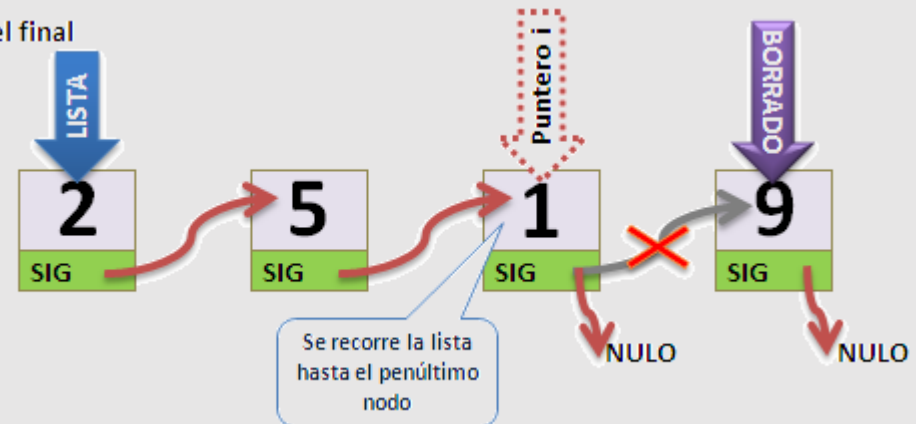 el final
LISTA
Puntero i
BORRADO
2
5
1
9
SIG
SIG
SIG
SIG
Se recorre la lista
hasta el penúltimo
nodo
NULO
NULO